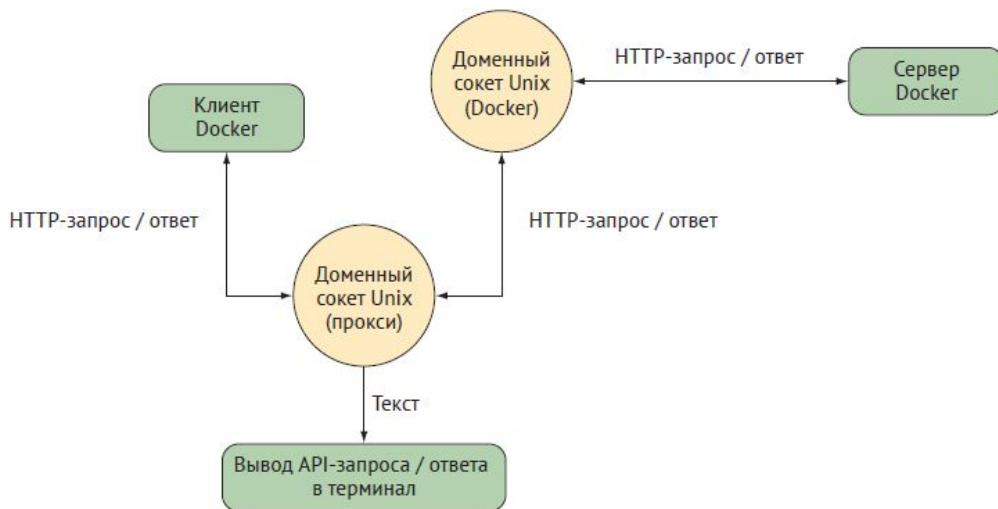 Доменный
сокет Unix
(Docker)
HTTP-запрос / ответ
Сервер
Docker
Клиент
Docker
HTTP-запрос / ответ
HTTP-запрос / ответ
Доменный
сокет Unix
(прокси)
Текст
Вывод API-запроса / ответа
в терминал